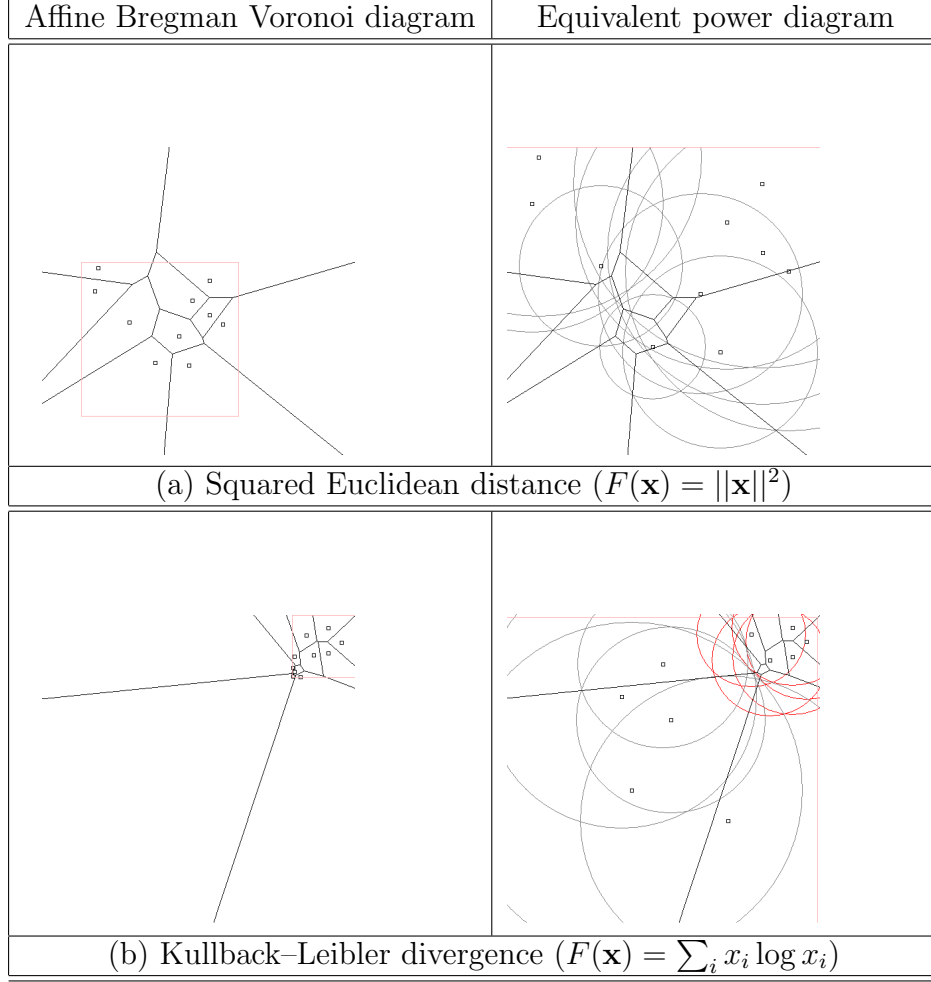 Affine Bregman Voronoi diagram
Equivalent power diagram
(a) Squared Euclidean distance (F(𝐱) = ||𝐱||²)
(b) Kullback–Leibler divergence (F(𝐱) = ∑ᵢ xᵢ log xᵢ)